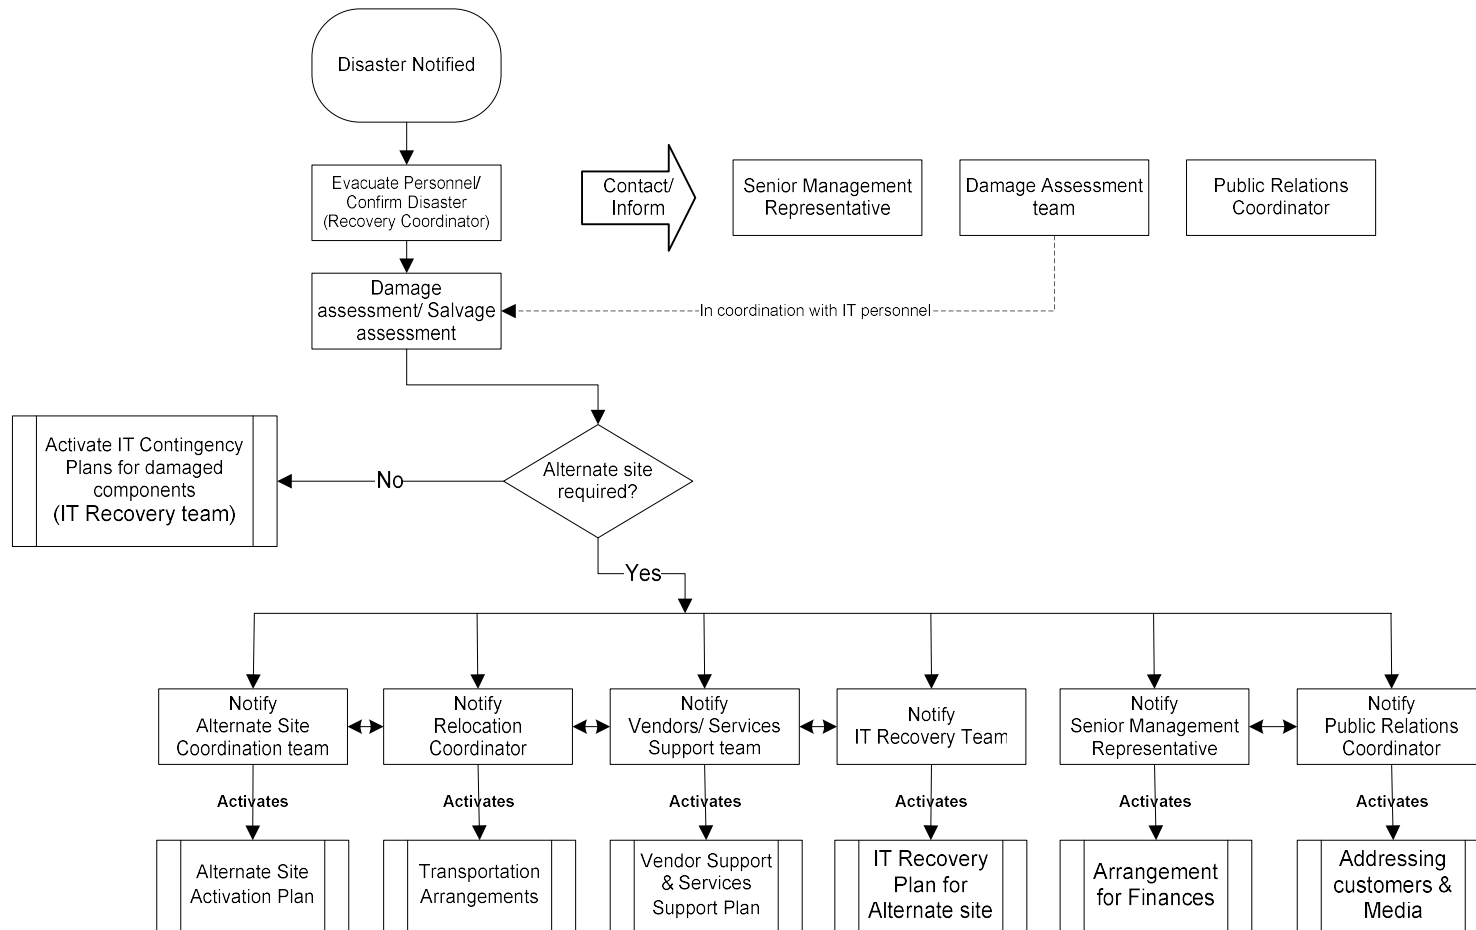 Disaster Notified
Evacuate Personnel/
Confirm Disaster
(Recovery Coordinator)
Contact/
Inform
Senior Management
Representative
Damage Assessment
team
Public Relations
Coordinator
Damage
assessment/ Salvage
assessment
In coordination with IT personnel
Activate IT Contingency
Plans for damaged
components
(IT Recovery team)
No
Alternate site
required?
Yes
Notify
Alternate Site
Coordination team
Notify
Relocation
Coordinator
Notify
Vendors/ Services
Support team
Notify
IT Recovery Team
Notify
Senior Management
Representative
Notify
Public Relations
Coordinator
Activates
Activates
Activates
Activates
Activates
Activates
Alternate Site
Activation Plan
Transportation
Arrangements
Vendor Support
& Services
Support Plan
IT Recovery
Plan for
Alternate site
Arrangement
for Finances
Addressing
customers &
Media